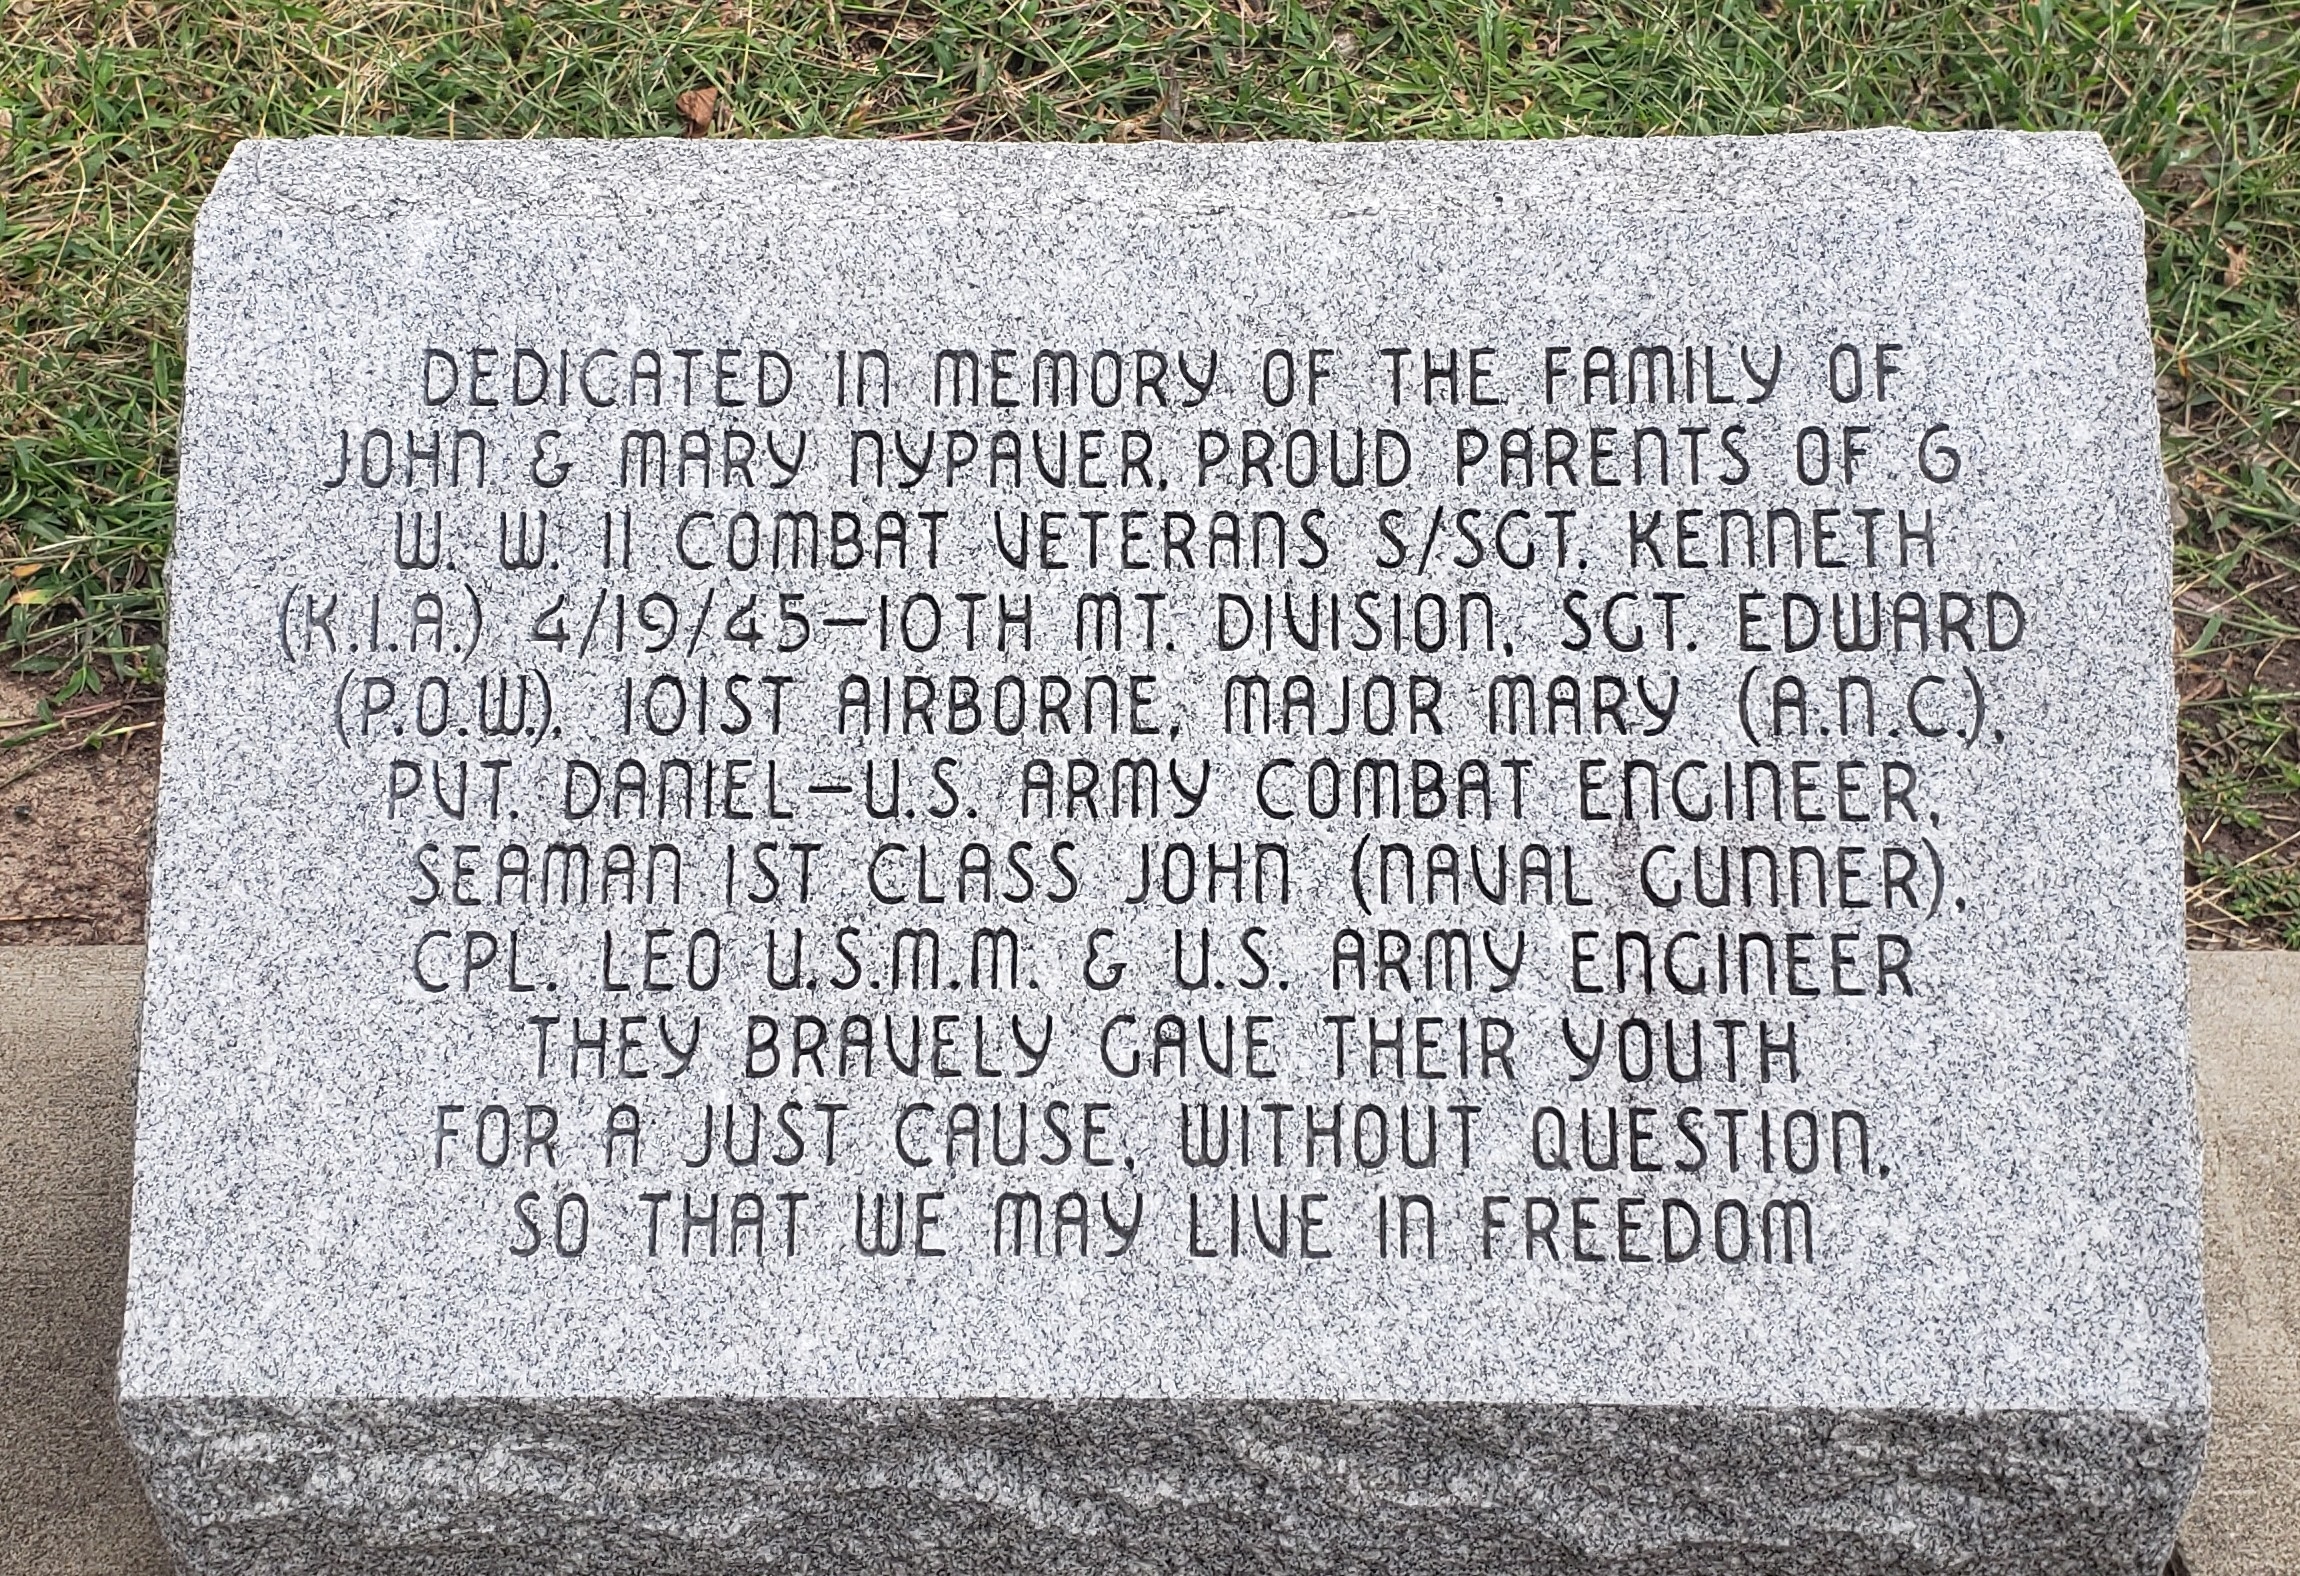 DEDICATED IN MEMORY OF THE FAMILY OF
JOHN & MARY NYPAVER, PROUD PARENTS OF 6
W. W. II COMBAT VETERANS S/SGT. KENNETH
(K.I.A.) 4/19/45–10TH MT. DIVISION, SGT. EDWARD
(P.O.W.), 101ST AIRBORNE, MAJOR MARY (A.N.C.),
PVT. DANIEL–U.S. ARMY COMBAT ENGINEER,
SEAMAN 1ST CLASS JOHN (NAVAL GUNNER),
CPL. LEO U.S.M.M. & U.S. ARMY ENGINEER
THEY BRAVELY GAVE THEIR YOUTH
FOR A JUST CAUSE, WITHOUT QUESTION,
SO THAT WE MAY LIVE IN FREEDOM